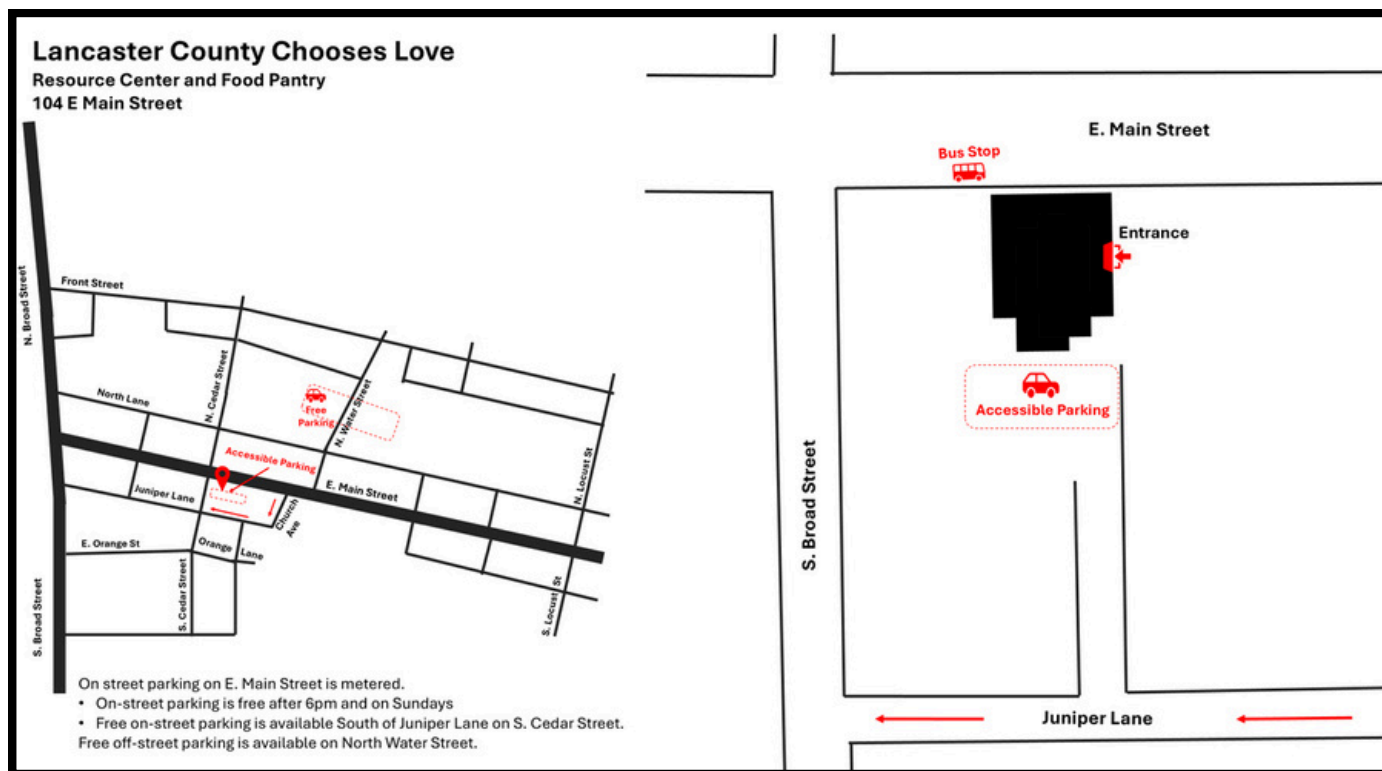 Lancaster County Chooses Love
Resource Center and Food Pantry
104 E Main Street
N. Broad Street
Front Street
N. Cedar Street
North Lane
Free
Parking
N. Water Street
Accessible Parking
E. Main Street
N. Locust St
Juniper Lane
Church
Ave
E. Orange St
Orange Lane
S. Cedar Street
S. Broad Street
S. Locust St
On street parking on E. Main Street is metered.
• On-street parking is free after 6pm and on Sundays
• Free on-street parking is available South of Juniper Lane on S. Cedar Street.
Free off-street parking is available on North Water Street.
E. Main Street
Bus Stop
Entrance
Accessible Parking
S. Broad Street
Juniper Lane